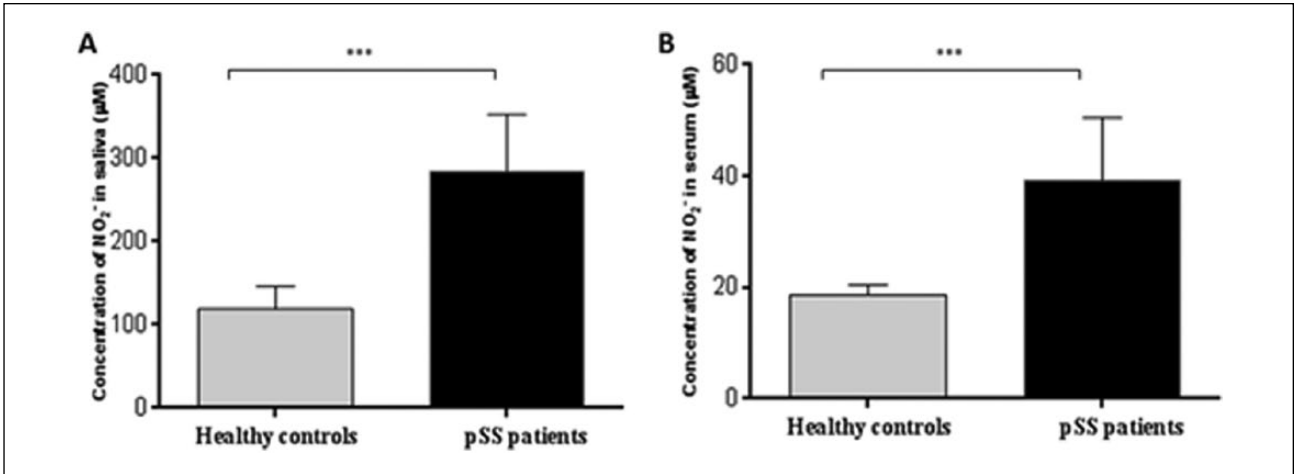 A
***
Concentration of NO₂⁻ in saliva (µM)
400
300
200
100
0
Healthy controls
pSS patients
B
***
Concentration of NO₂⁻ in serum (µM)
60
40
20
0
Healthy controls
pSS patients